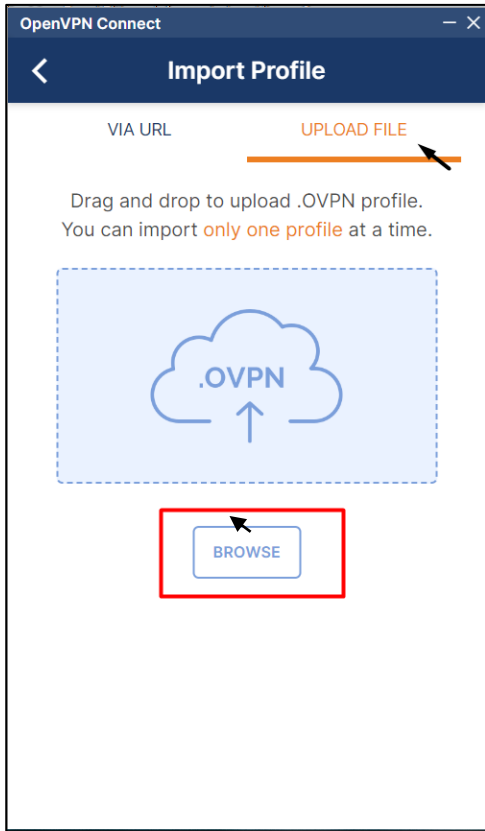 OpenVPN Connect
Import Profile
VIA URL
UPLOAD FILE
Drag and drop to upload .OVPN profile.
You can import only one profile at a time.
.OVPN
BROWSE